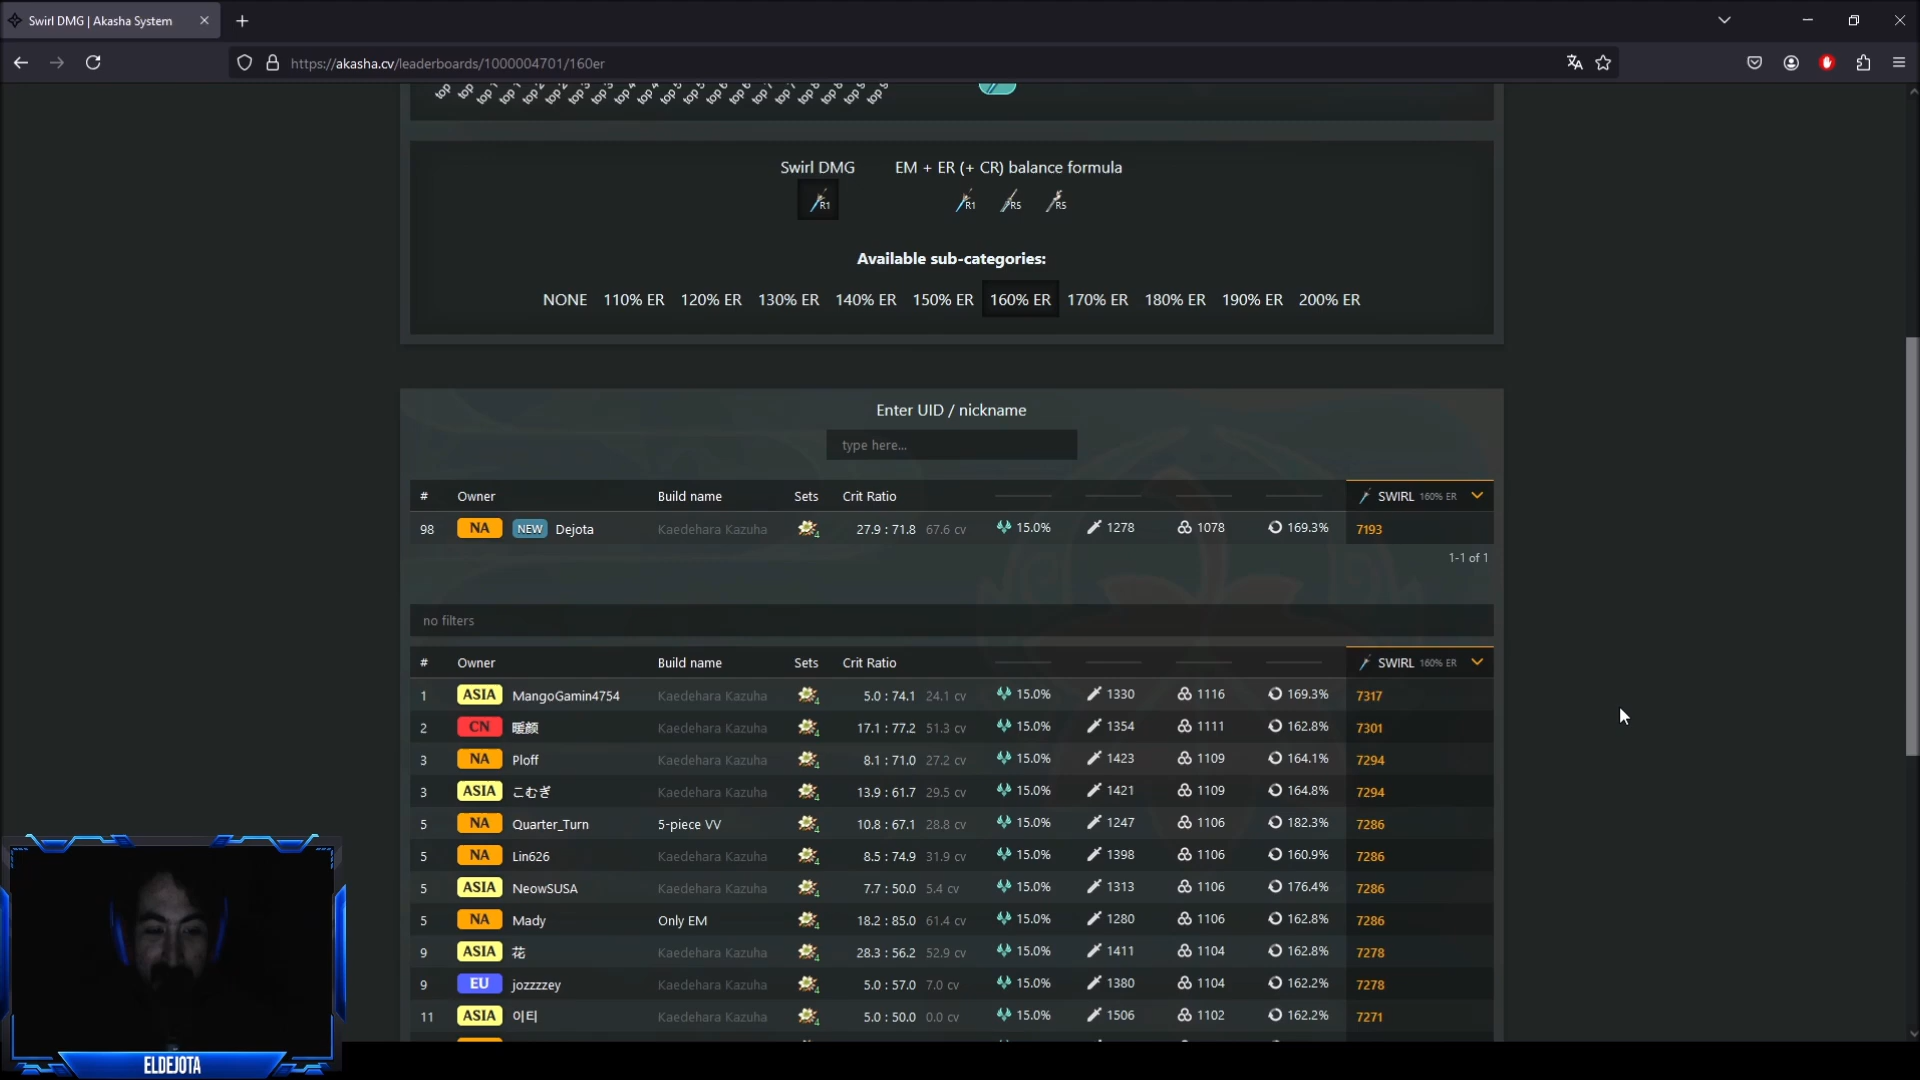 Swirl DMG | Akasha System
https://akasha.cv/leaderboards/1000004701/160er
Swirl DMG EM + ER (+ CR) balance formula
R1 R1 R5 R5
Available sub-categories:
NONE 110% ER 120% ER 130% ER 140% ER 150% ER 160% ER 170% ER 180% ER 190% ER 200% ER
Enter UID / nickname
type here...
# Owner Build name Sets Crit Ratio SWIRL 160% ER
98 NA NEW Dejota Kaedehara Kazuha 4 27.9 : 71.8 67.6 cv 15.0% 1278 1078 169.3% 7193
1-1 of 1
no filters
# Owner Build name Sets Crit Ratio SWIRL 160% ER
1 ASIA MangoGamin4754 Kaedehara Kazuha 4 5.0 : 74.1 24.1 cv 15.0% 1330 1116 169.3% 7317
2 CN 暖颜 Kaedehara Kazuha 4 17.1 : 77.2 51.3 cv 15.0% 1354 1111 162.8% 7301
3 NA Ploff Kaedehara Kazuha 4 8.1 : 71.0 27.2 cv 15.0% 1423 1109 164.1% 7294
3 ASIA こむぎ Kaedehara Kazuha 4 13.9 : 61.7 29.5 cv 15.0% 1421 1109 164.8% 7294
5 NA Quarter_Turn 5-piece VV 4 10.8 : 67.1 28.8 cv 15.0% 1247 1106 182.3% 7286
5 NA Lin626 Kaedehara Kazuha 4 8.5 : 74.9 31.9 cv 15.0% 1398 1106 160.9% 7286
5 ASIA NeowSUSA Kaedehara Kazuha 4 7.7 : 50.0 5.4 cv 15.0% 1313 1106 176.4% 7286
5 NA Mady Only EM 4 18.2 : 85.0 61.4 cv 15.0% 1280 1106 162.8% 7286
9 ASIA 花 Kaedehara Kazuha 4 28.3 : 56.2 52.9 cv 15.0% 1411 1104 162.8% 7278
9 EU jozzzzey Kaedehara Kazuha 4 5.0 : 57.0 7.0 cv 15.0% 1380 1104 162.2% 7278
11 ASIA 이티 Kaedehara Kazuha 4 5.0 : 50.0 0.0 cv 15.0% 1506 1102 162.2% 7271
ELDEJOTA